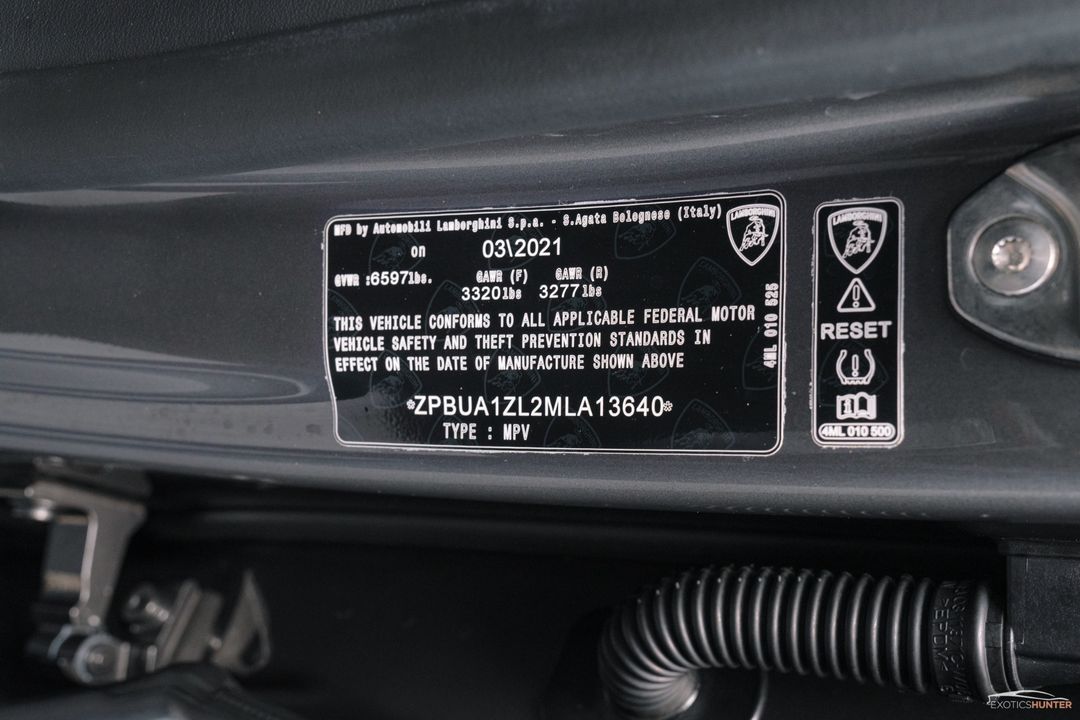 MFD by Automobili Lamborghini S.p.a. - S.Agata Bolognese (Italy)
on 03\2021
GVWR :6597lbs. GAWR (F) GAWR (R)
3320lbs 3277lbs
THIS VEHICLE CONFORMS TO ALL APPLICABLE FEDERAL MOTOR
VEHICLE SAFETY AND THEFT PREVENTION STANDARDS IN
EFFECT ON THE DATE OF MANUFACTURE SHOWN ABOVE
*ZPBUA1ZL2MLA13640*
TYPE : MPV
LAMBORGHINI
4ML 010 525
LAMBORGHINI
RESET
4ML 010 500
EXOTICSHUNTER